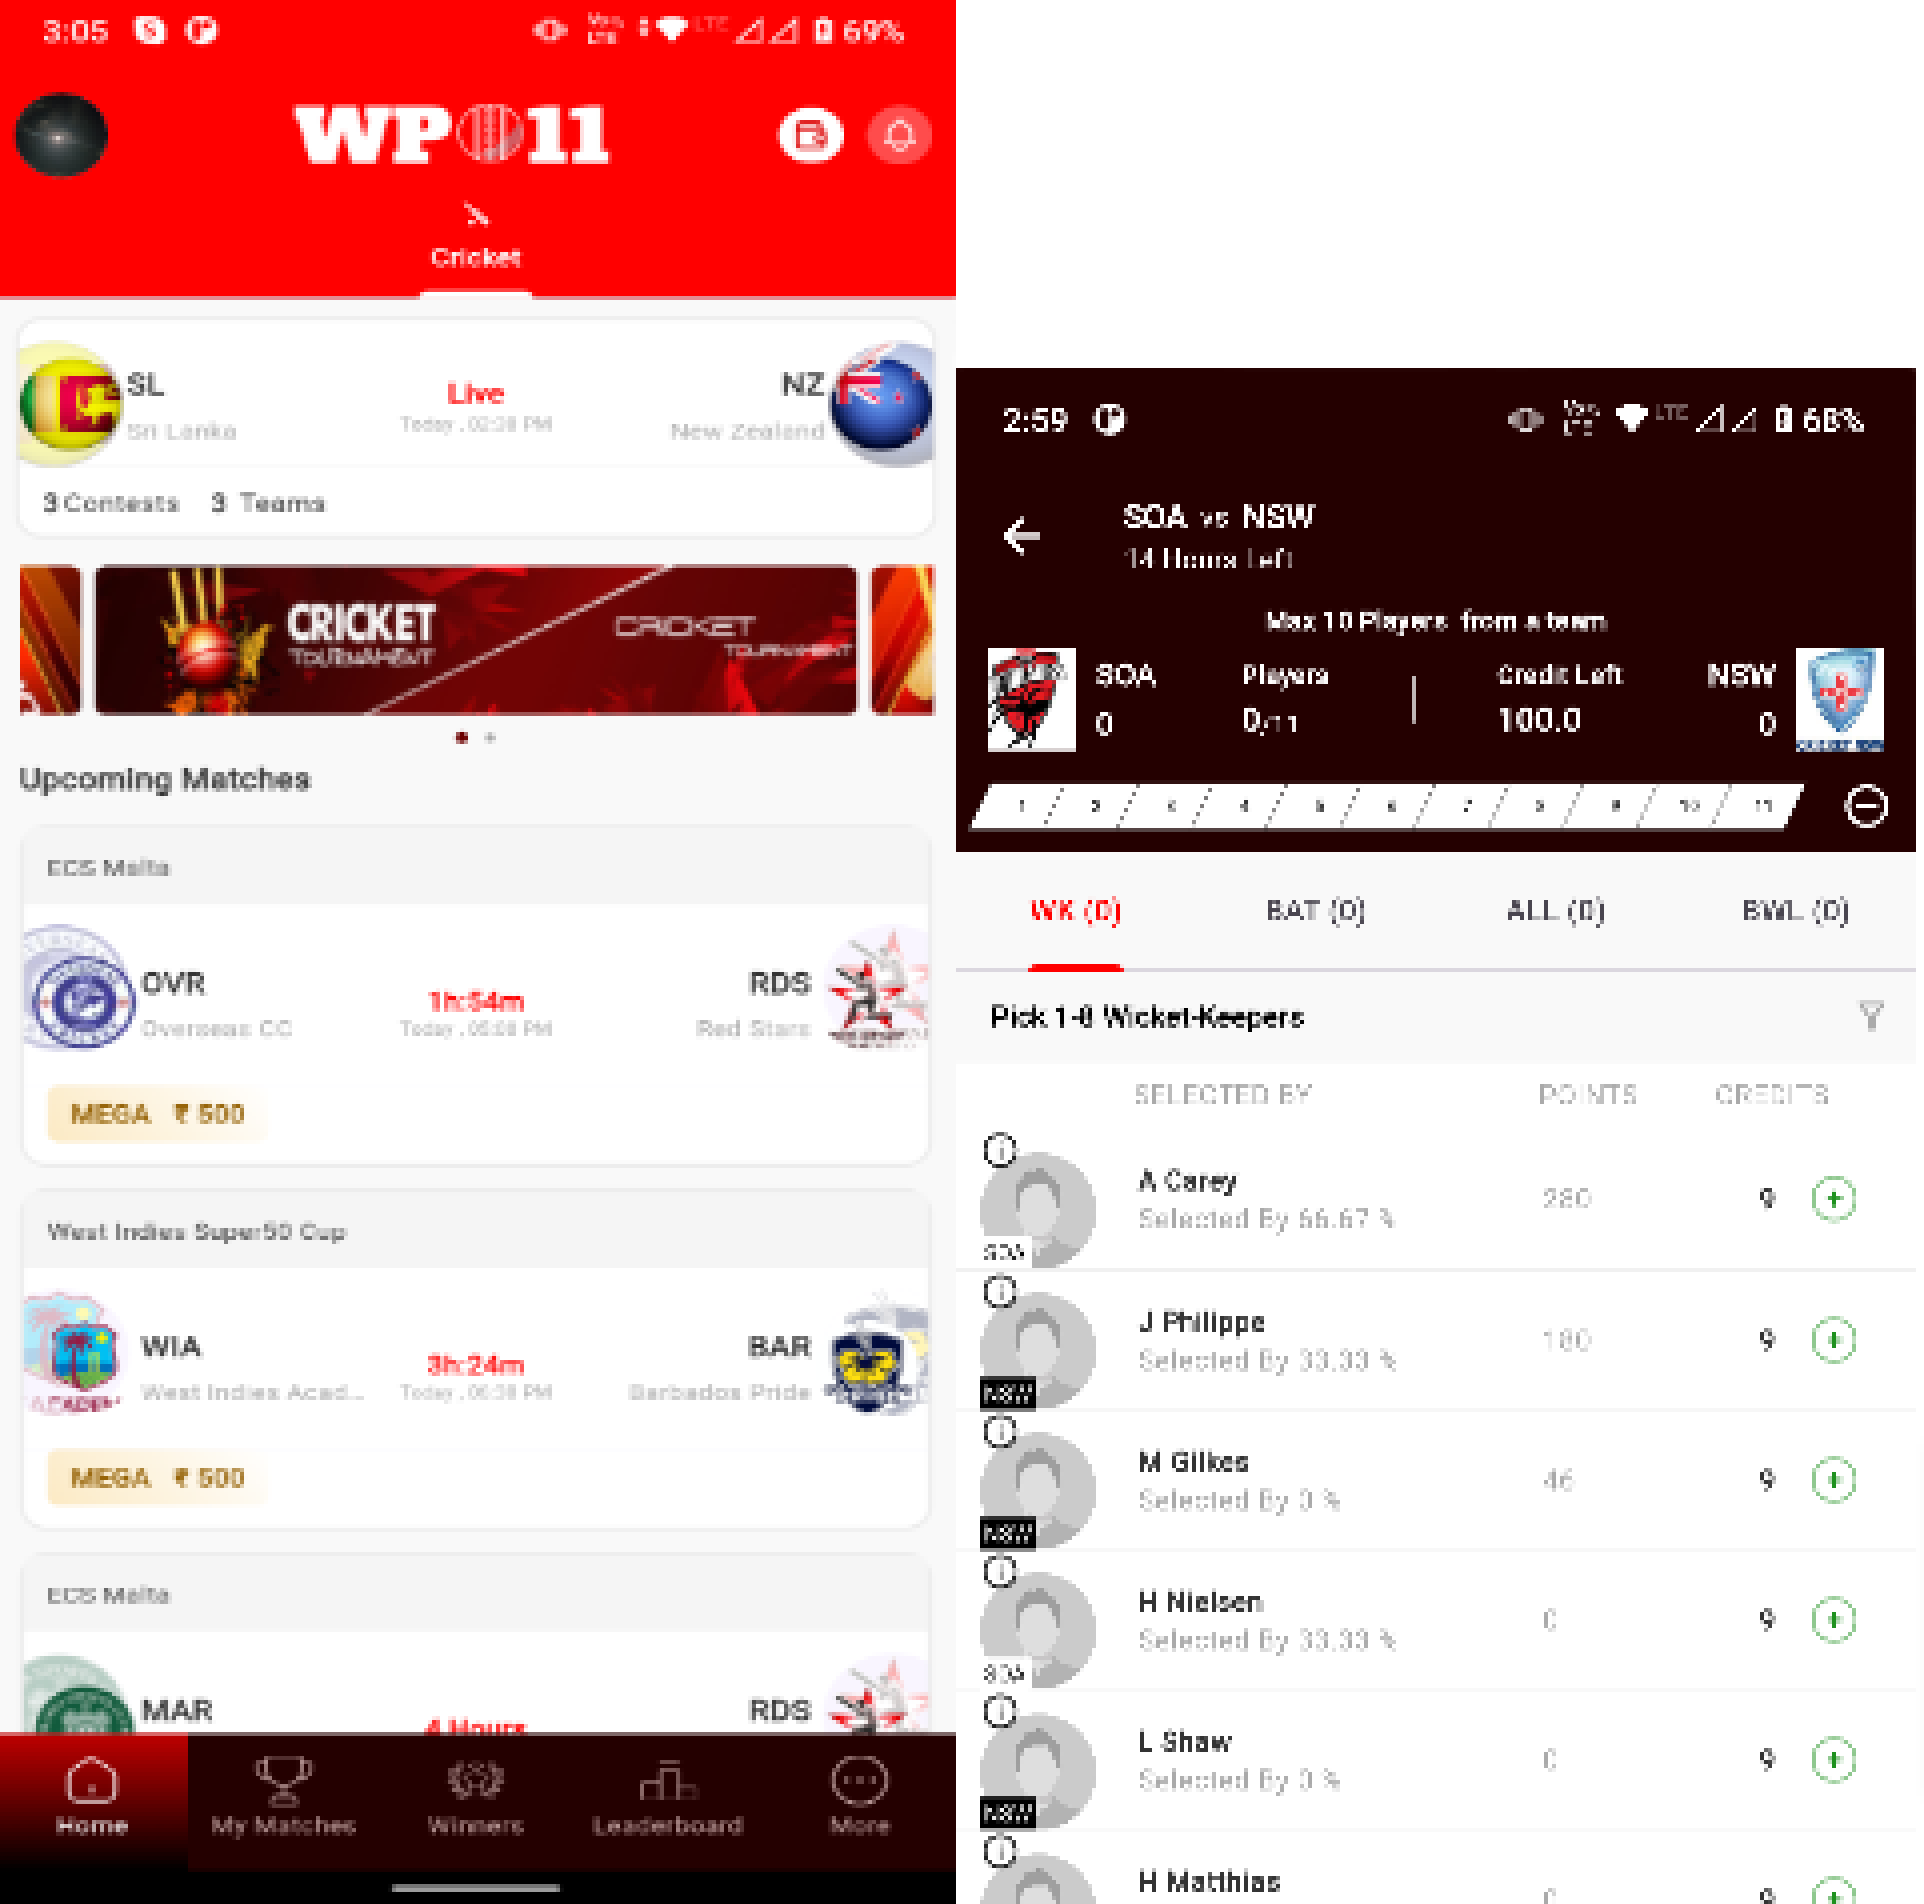 3:05
LTE 69%
WP 11
Cricket
SL Live NZ
Sri Lanka New Zealand
3 Contests 3 Teams
CRICKET
TOURNAMENT
CRICKET
TOURNAMENT
Upcoming Matches
ECS Malta
OVR 1h:54m RDS
Overseas CC Today, 05:00 PM Red Stars
MEGA ₹ 500
West Indies Super50 Cup
WIA 3h:24m BAR
West Indies Acad... Today, 06:30 PM Barbados Pride
ACADEMY
MEGA ₹ 500
ECS Malta
MAR 4 Hours RDS
Home My Matches Winners Leaderboard More
2:59 LTE 68%
SOA vs NSW
14 Hours Left
Max 10 Players from a team
SOA Players Credit Left NSW
0 0/11 100.0 0
1 2 3 4 5 6 7 8 9 10 11
WK (0) BAT (0) ALL (0) BWL (0)
Pick 1-8 Wicket-Keepers
SELECTED BY POINTS CREDITS
A Carey
Selected By 66.67 % 280 9 +
SOA
J Philippe
Selected By 33.33 % 180 9 +
NSW
M Gilkes
Selected By 0 % 46 9 +
NSW
H Nielsen
Selected By 33.33 % 0 9 +
SOA
L Shaw
Selected By 0 % 0 9 +
NSW
H Matthias 0 9 +